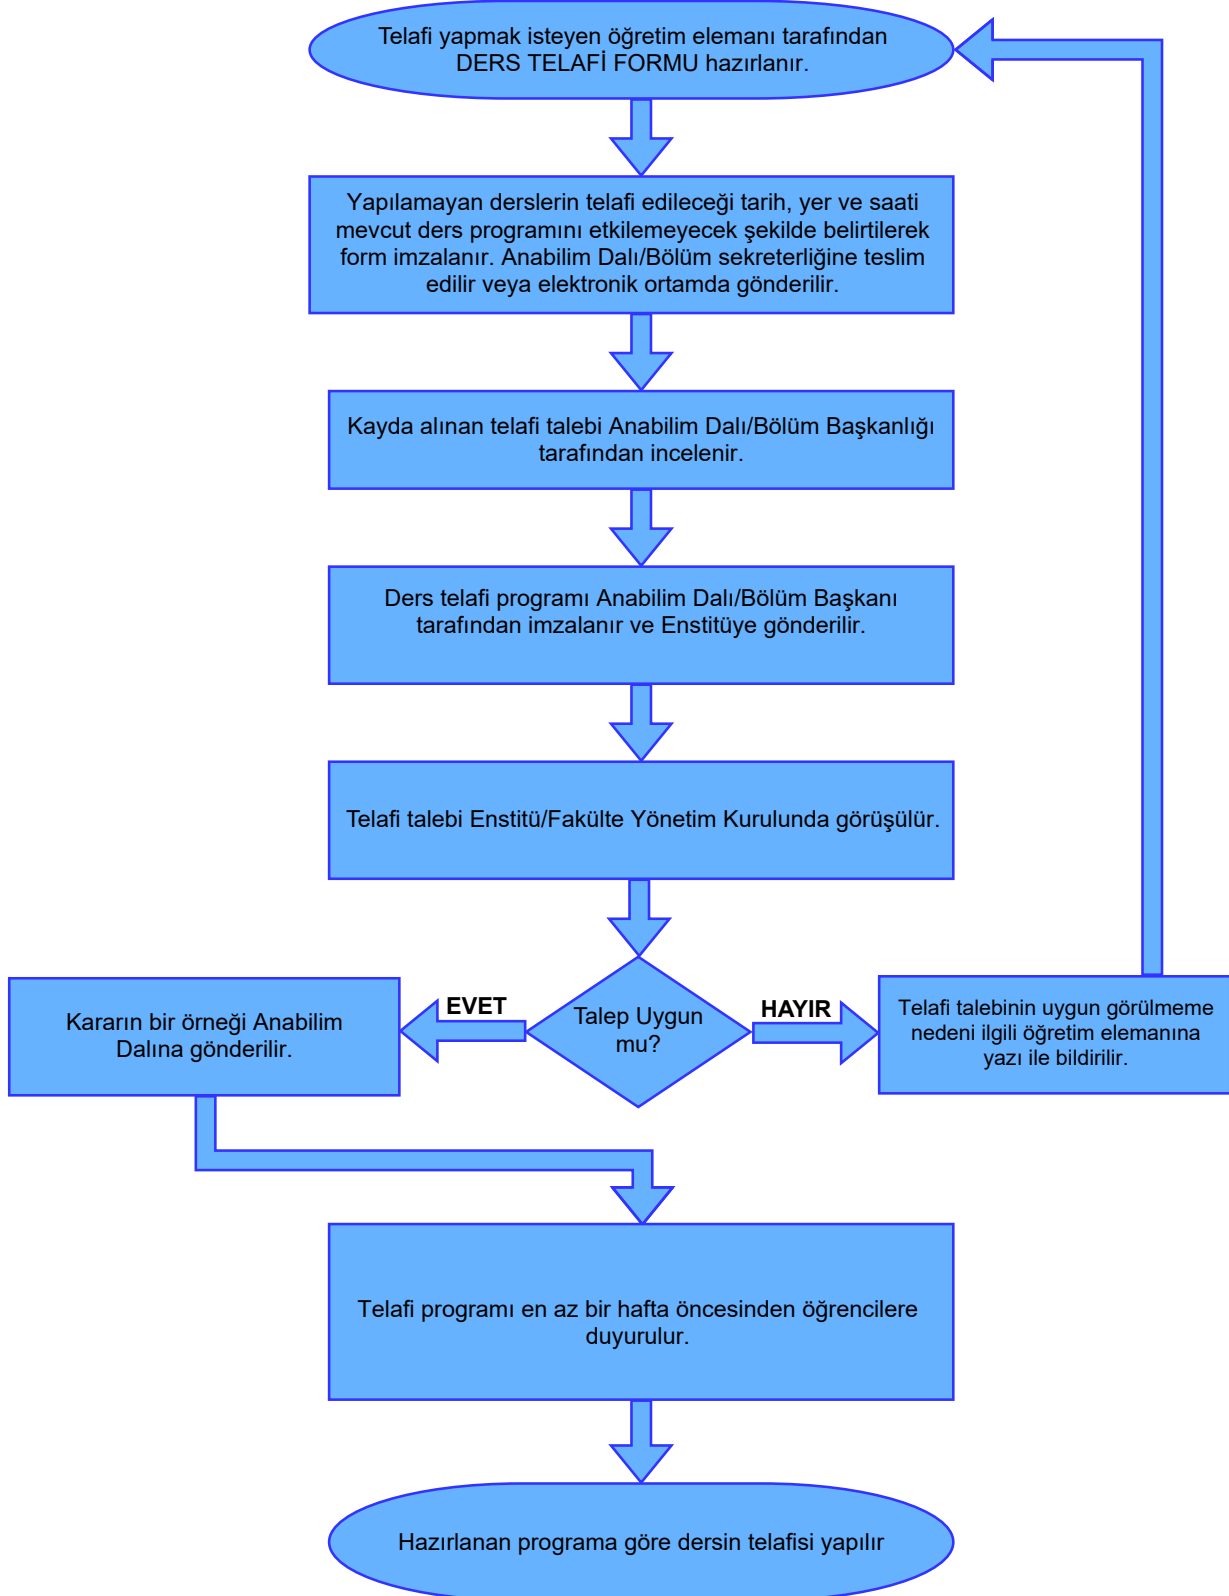 Telafi yapmak isteyen öğretim elemanı tarafından
DERS TELAFİ FORMU hazırlanır.
Yapılamayan derslerin telafi edileceği tarih, yer ve saati
mevcut ders programını etkilemeyecek şekilde belirtilerek
form imzalanır. Anabilim Dalı/Bölüm sekreterliğine teslim
edilir veya elektronik ortamda gönderilir.
Kayda alınan telafi talebi Anabilim Dalı/Bölüm Başkanlığı
tarafından incelenir.
Ders telafi programı Anabilim Dalı/Bölüm Başkanı
tarafından imzalanır ve Enstitüye gönderilir.
Telafi talebi Enstitü/Fakülte Yönetim Kurulunda görüşülür.
Talep Uygun
mu?
EVET
HAYIR
Kararın bir örneği Anabilim
Dalına gönderilir.
Telafi talebinin uygun görülmeme
nedeni ilgili öğretim elemanına
yazı ile bildirilir.
Telafi programı en az bir hafta öncesinden öğrencilere
duyurulur.
Hazırlanan programa göre dersin telafisi yapılır